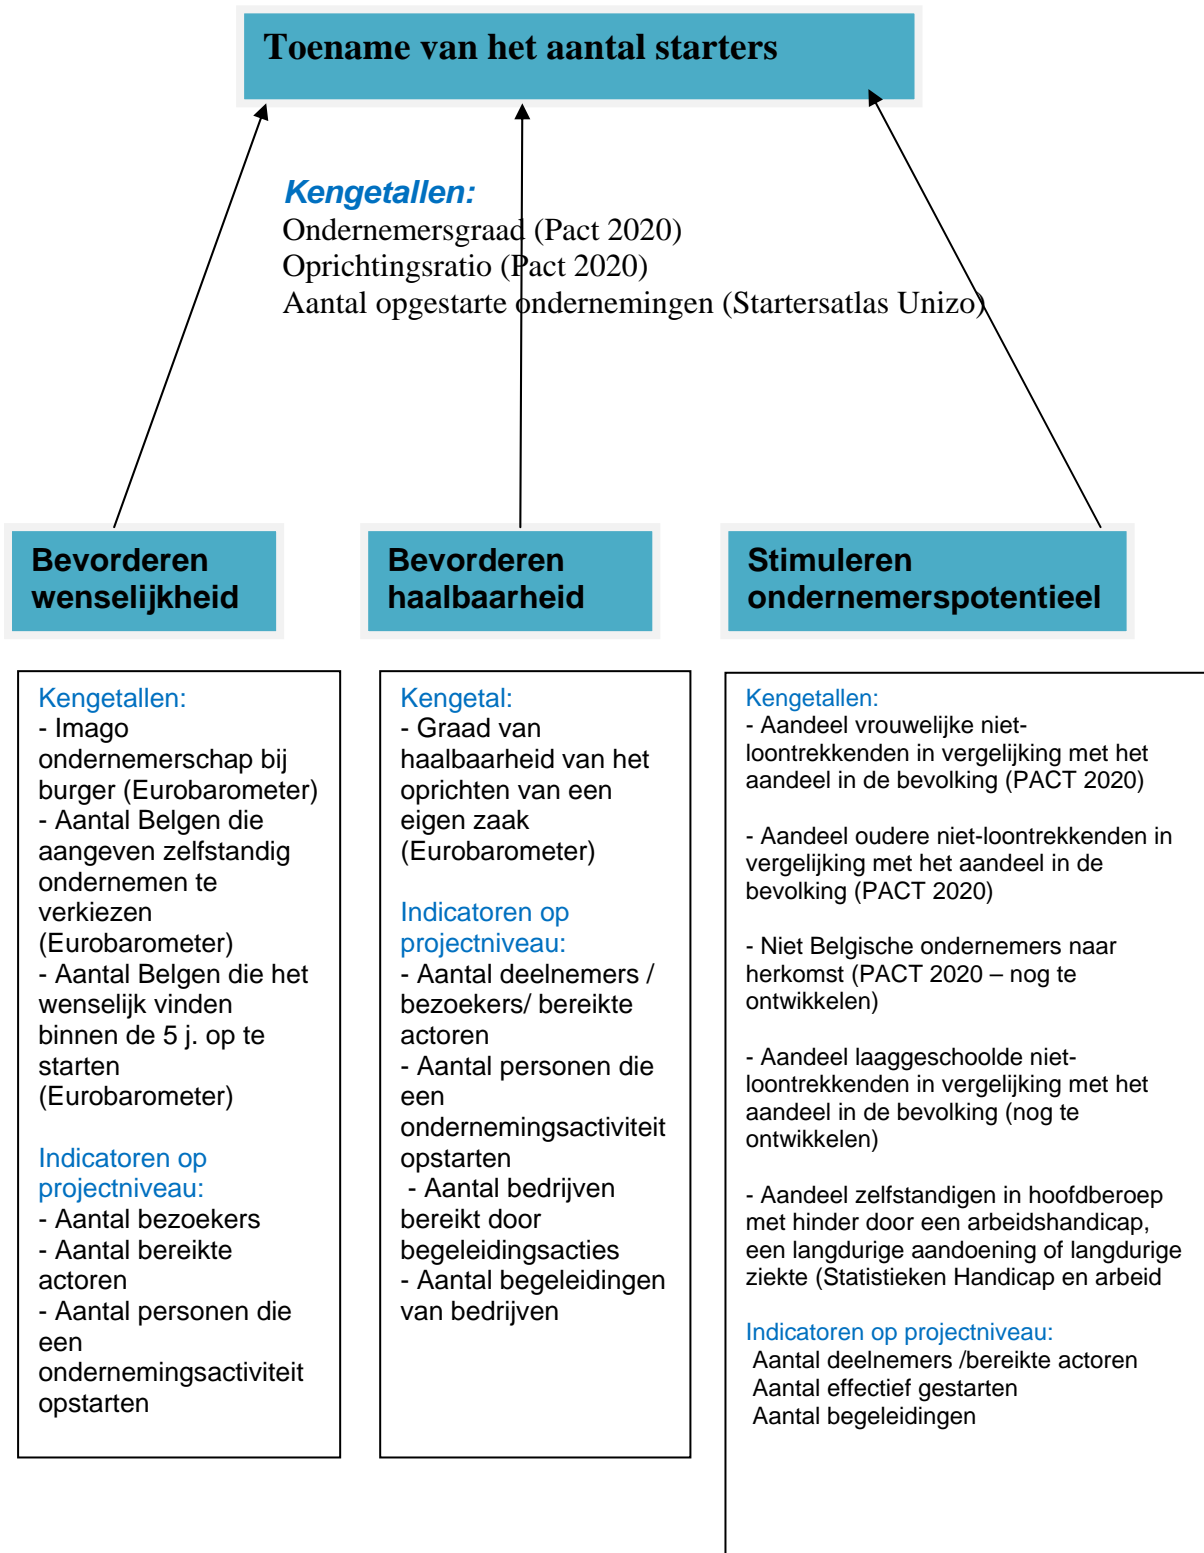 Toename van het aantal starters
Kengetallen:
Ondernemersgraad (Pact 2020)
Oprichtingsratio (Pact 2020)
Aantal opgestarte ondernemingen (Startersatlas Unizo)
Bevorderen
wenselijkheid
Kengetallen:
- Imago
ondernemerschap bij
burger (Eurobarometer)
- Aantal Belgen die
aangeven zelfstandig
ondernemen te
verkiezen
(Eurobarometer)
- Aantal Belgen die het
wenselijk vinden
binnen de 5 j. op te
starten
(Eurobarometer)
Indicatoren op
projectniveau:
- Aantal bezoekers
- Aantal bereikte
actoren
- Aantal personen die
een
ondernemingsactiviteit
opstarten
Bevorderen
haalbaarheid
Kengetal:
- Graad van
haalbaarheid van het
oprichten van een
eigen zaak
(Eurobarometer)
Indicatoren op
projectniveau:
- Aantal deelnemers /
bezoekers/ bereikte
actoren
- Aantal personen die
een
ondernemingsactiviteit
opstarten
- Aantal bedrijven
bereikt door
begeleidingsacties
- Aantal begeleidingen
van bedrijven
Stimuleren
ondernemerspotentieel
Kengetallen:
- Aandeel vrouwelijke niet-
loontrekkenden in vergelijking met het
aandeel in de bevolking (PACT 2020)
- Aandeel oudere niet-loontrekkenden in
vergelijking met het aandeel in de
bevolking (PACT 2020)
- Niet Belgische ondernemers naar
herkomst (PACT 2020 – nog te
ontwikkelen)
- Aandeel laaggeschoolde niet-
loontrekkenden in vergelijking met het
aandeel in de bevolking (nog te
ontwikkelen)
- Aandeel zelfstandigen in hoofdberoep
met hinder door een arbeidshandicap,
een langdurige aandoening of langdurige
ziekte (Statistieken Handicap en arbeid
Indicatoren op projectniveau:
Aantal deelnemers /bereikte actoren
Aantal effectief gestarten
Aantal begeleidingen